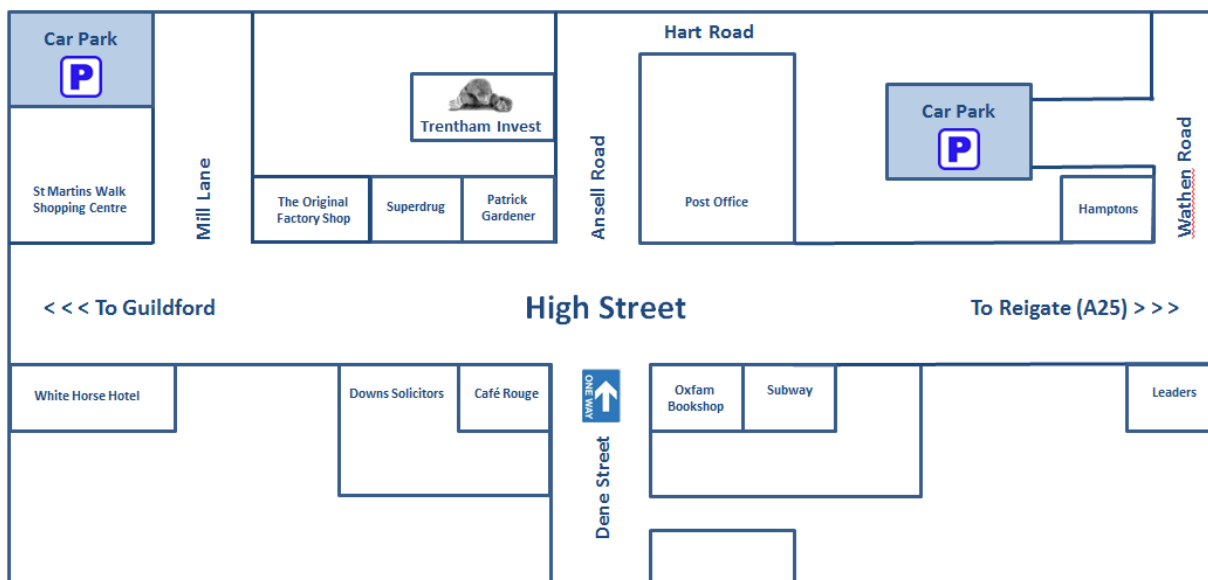 Car Park
P
Hart Road
Trentham Invest
Car Park
P
St Martins Walk
Shopping Centre
Mill Lane
The Original
Factory Shop
Superdrug
Patrick
Gardener
Ansell Road
Post Office
Hamptons
Wathen Road
< < < To Guildford
High Street
To Reigate (A25) > > >
White Horse Hotel
Downs Solicitors
Café Rouge
ONE WAY
Dene Street
Oxfam
Bookshop
Subway
Leaders